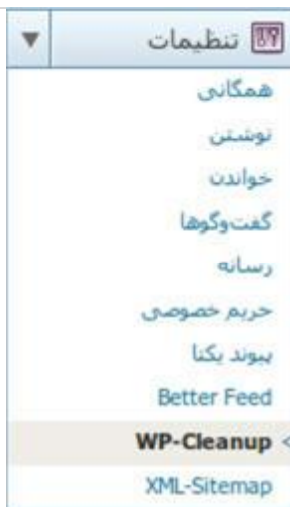 تنظیمات
همگانی
نوشتن
خواندن
گفت‌وگوها
رسانه
حریم خصوصی
پیوند یکتا
Better Feed
WP-Cleanup
XML-Sitemap